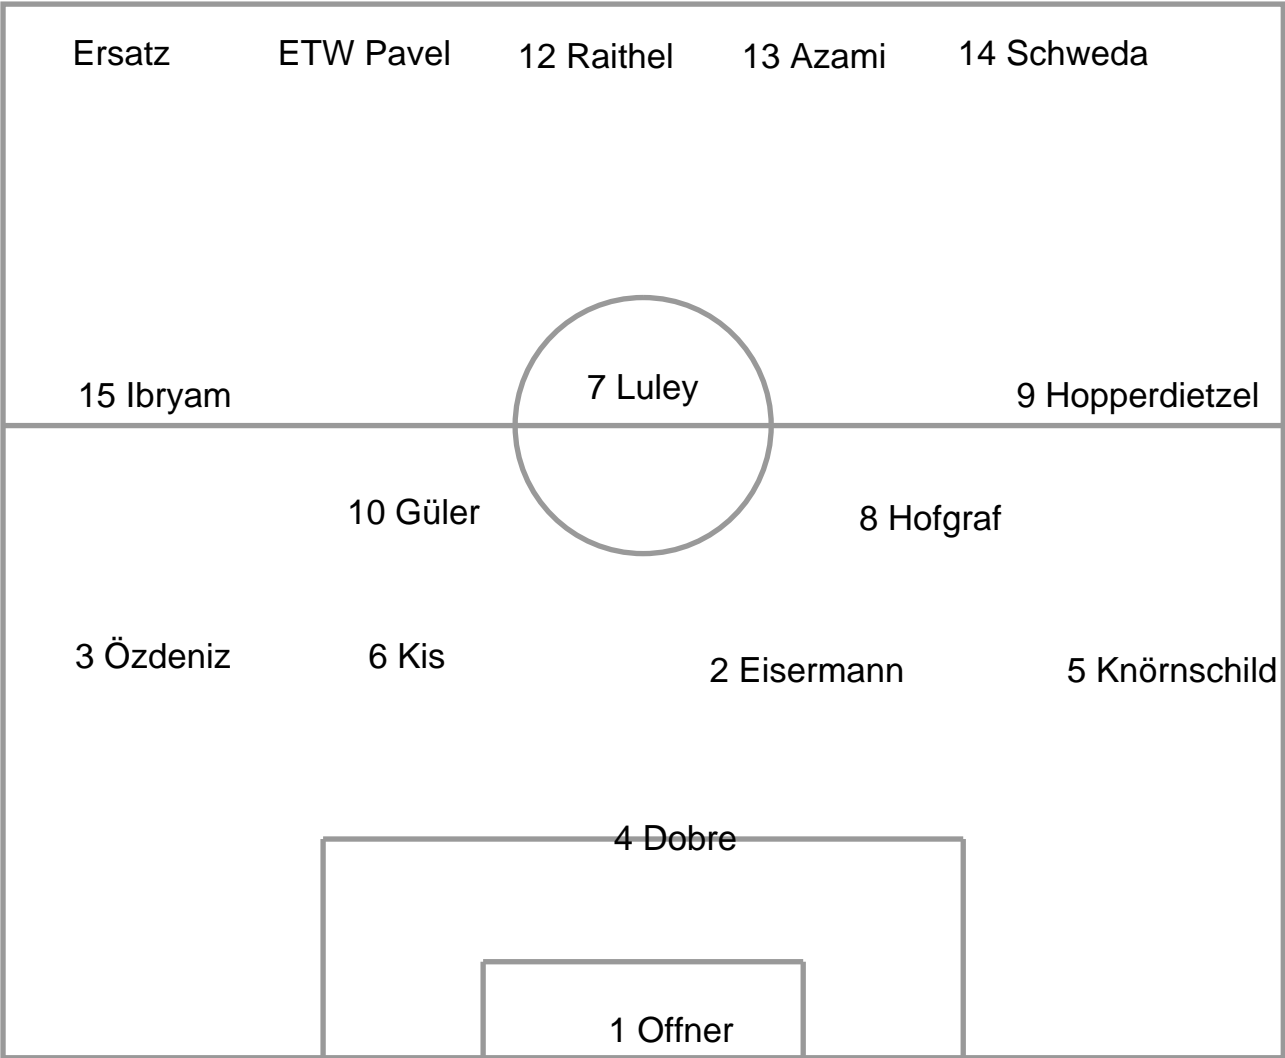 Ersatz
ETW Pavel
12 Raithel
13 Azami
14 Schweda
15 Ibryam
7 Luley
9 Hopperdietzel
10 Güler
8 Hofgraf
3 Özdeniz
6 Kis
2 Eisermann
5 Knörnschild
4 Dobre
1 Offner